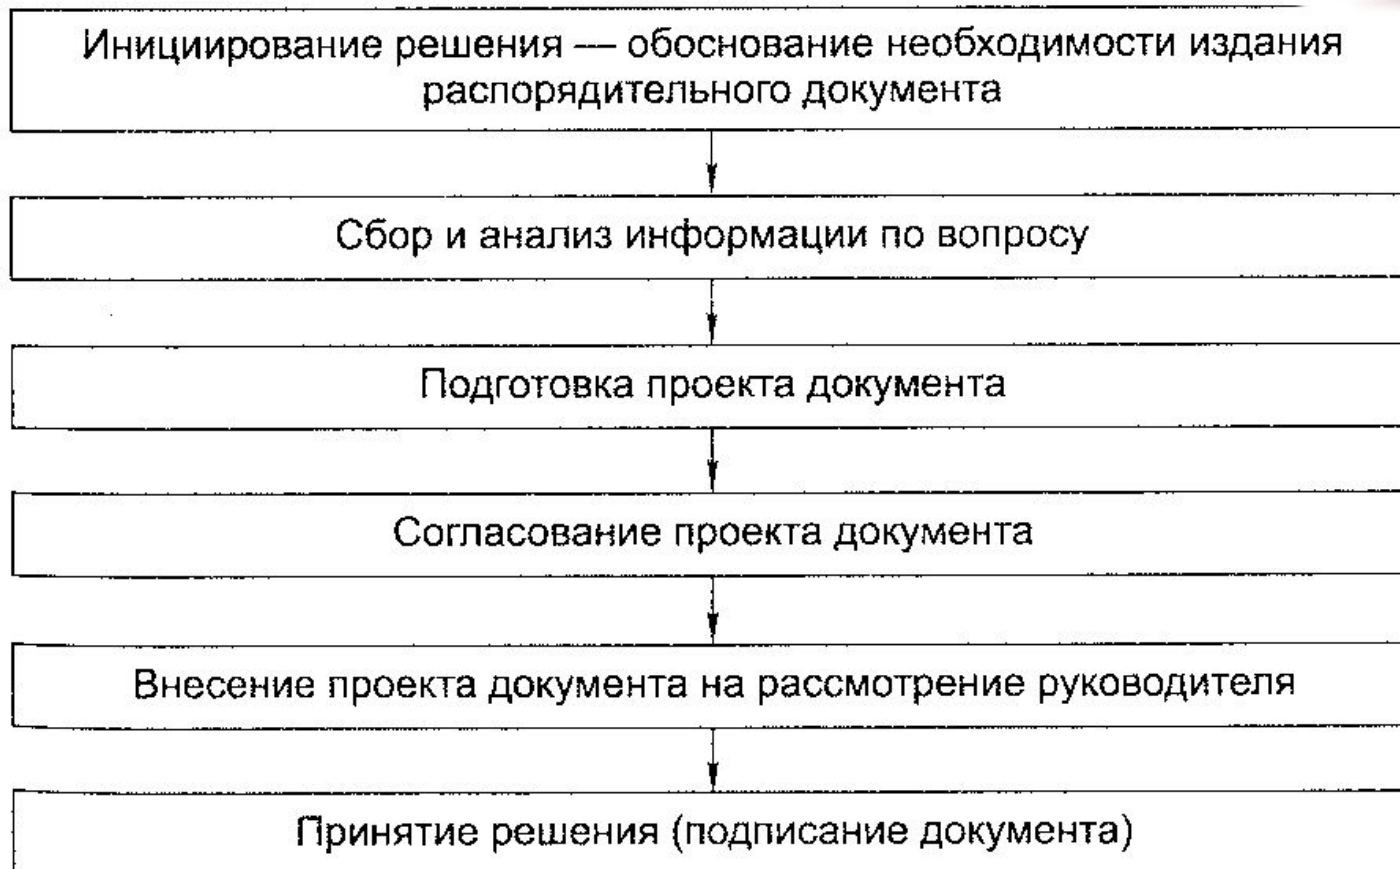 Инициирование решения — обоснование необходимости издания
распорядительного документа
Сбор и анализ информации по вопросу
Подготовка проекта документа
Согласование проекта документа
Внесение проекта документа на рассмотрение руководителя
Принятие решения (подписание документа)